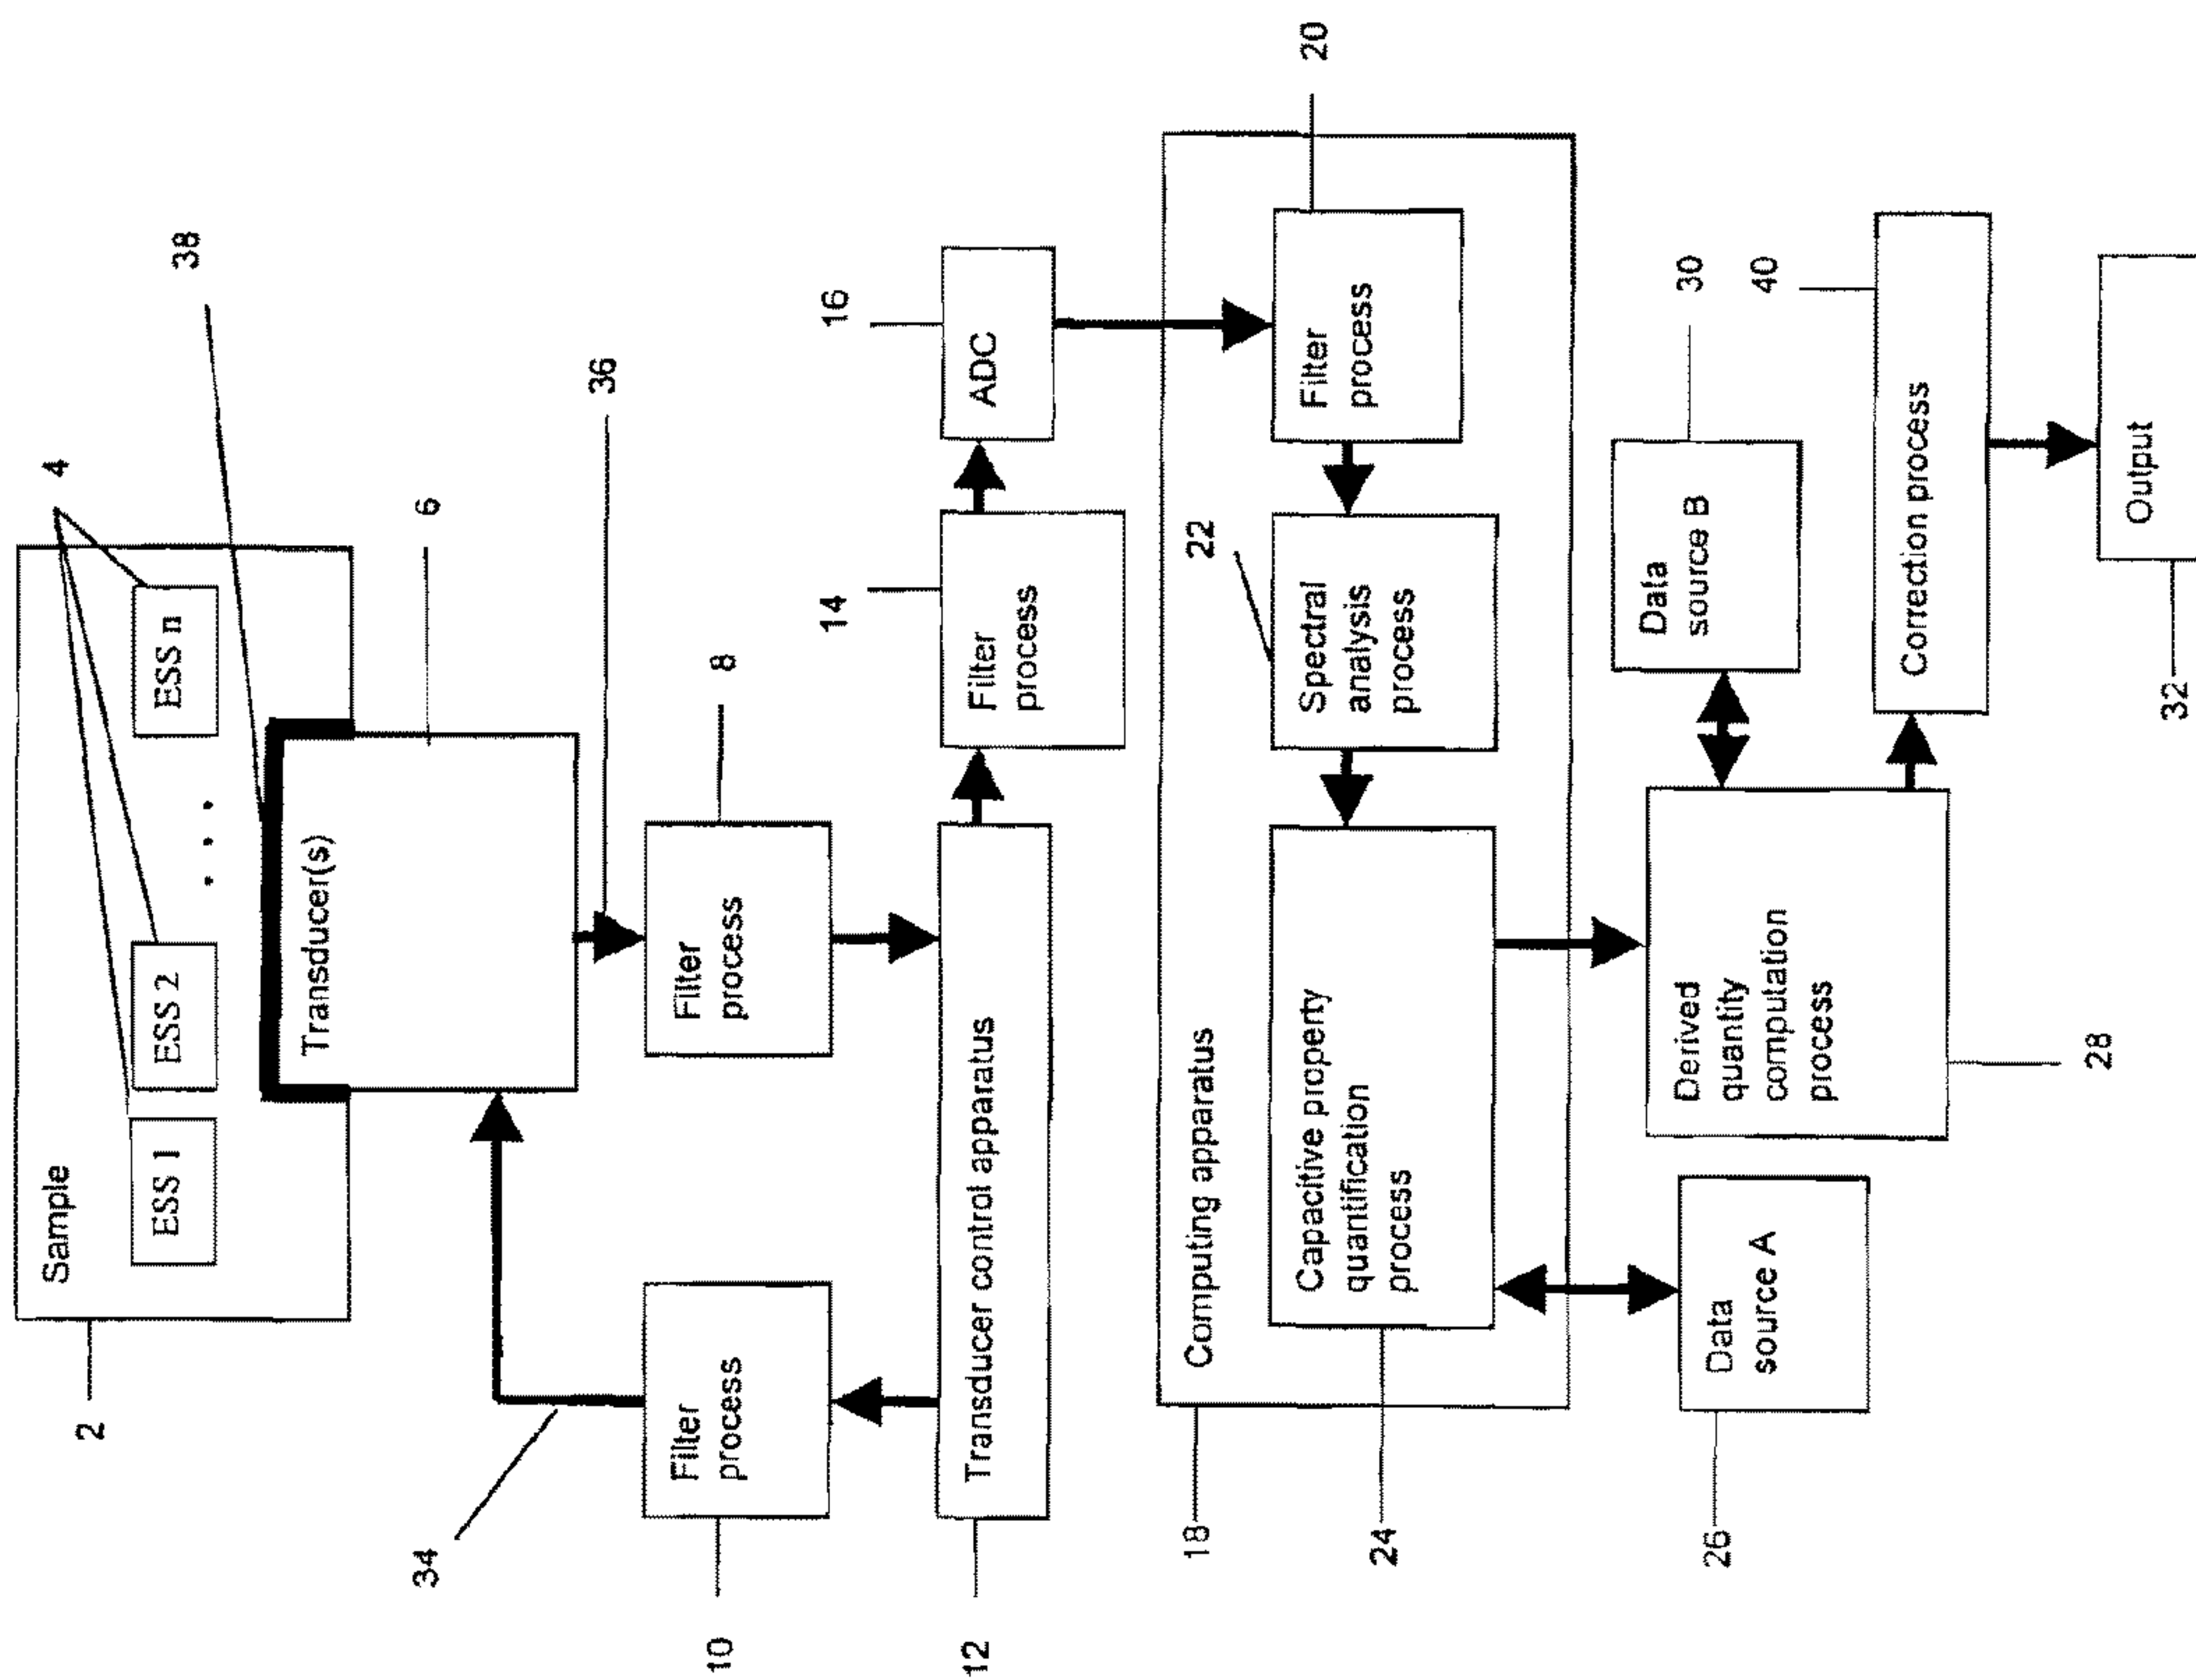 2
Sample
ESS 1
ESS 2
. . .
ESS n
4
38
Transducer(s)
6
34
36
10
Filter
process
Filter
process
8
12
Transducer control apparatus
Filter
process
14
ADC
16
18
Computing apparatus
24
Capacitive property
quantification
process
Spectral
analysis
process
22
Filter
process
20
26
Data
source A
Derived
quantity
computation
process
28
Data
source B
30
Correction process
40
Output
32